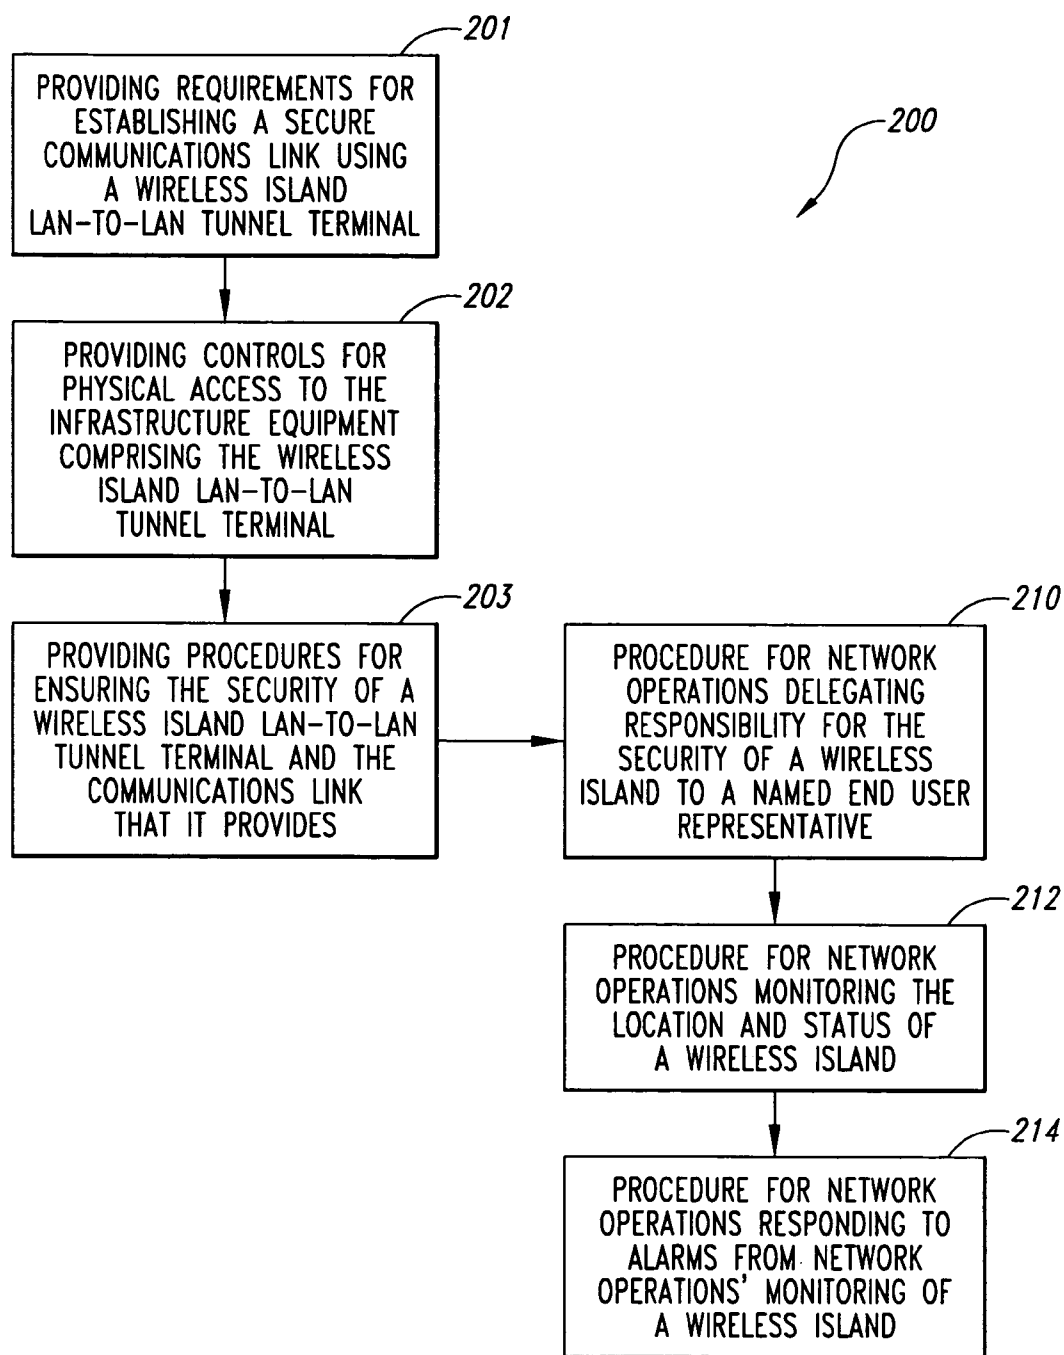 201
PROVIDING REQUIREMENTS FOR
ESTABLISHING A SECURE
COMMUNICATIONS LINK USING
A WIRELESS ISLAND
LAN-TO-LAN TUNNEL TERMINAL
200
202
PROVIDING CONTROLS FOR
PHYSICAL ACCESS TO THE
INFRASTRUCTURE EQUIPMENT
COMPRISING THE WIRELESS
ISLAND LAN-TO-LAN
TUNNEL TERMINAL
203
PROVIDING PROCEDURES FOR
ENSURING THE SECURITY OF A
WIRELESS ISLAND LAN-TO-LAN
TUNNEL TERMINAL AND THE
COMMUNICATIONS LINK
THAT IT PROVIDES
210
PROCEDURE FOR NETWORK
OPERATIONS DELEGATING
RESPONSIBILITY FOR THE
SECURITY OF A WIRELESS
ISLAND TO A NAMED END USER
REPRESENTATIVE
212
PROCEDURE FOR NETWORK
OPERATIONS MONITORING THE
LOCATION AND STATUS OF
A WIRELESS ISLAND
214
PROCEDURE FOR NETWORK
OPERATIONS RESPONDING TO
ALARMS FROM NETWORK
OPERATIONS' MONITORING OF
A WIRELESS ISLAND